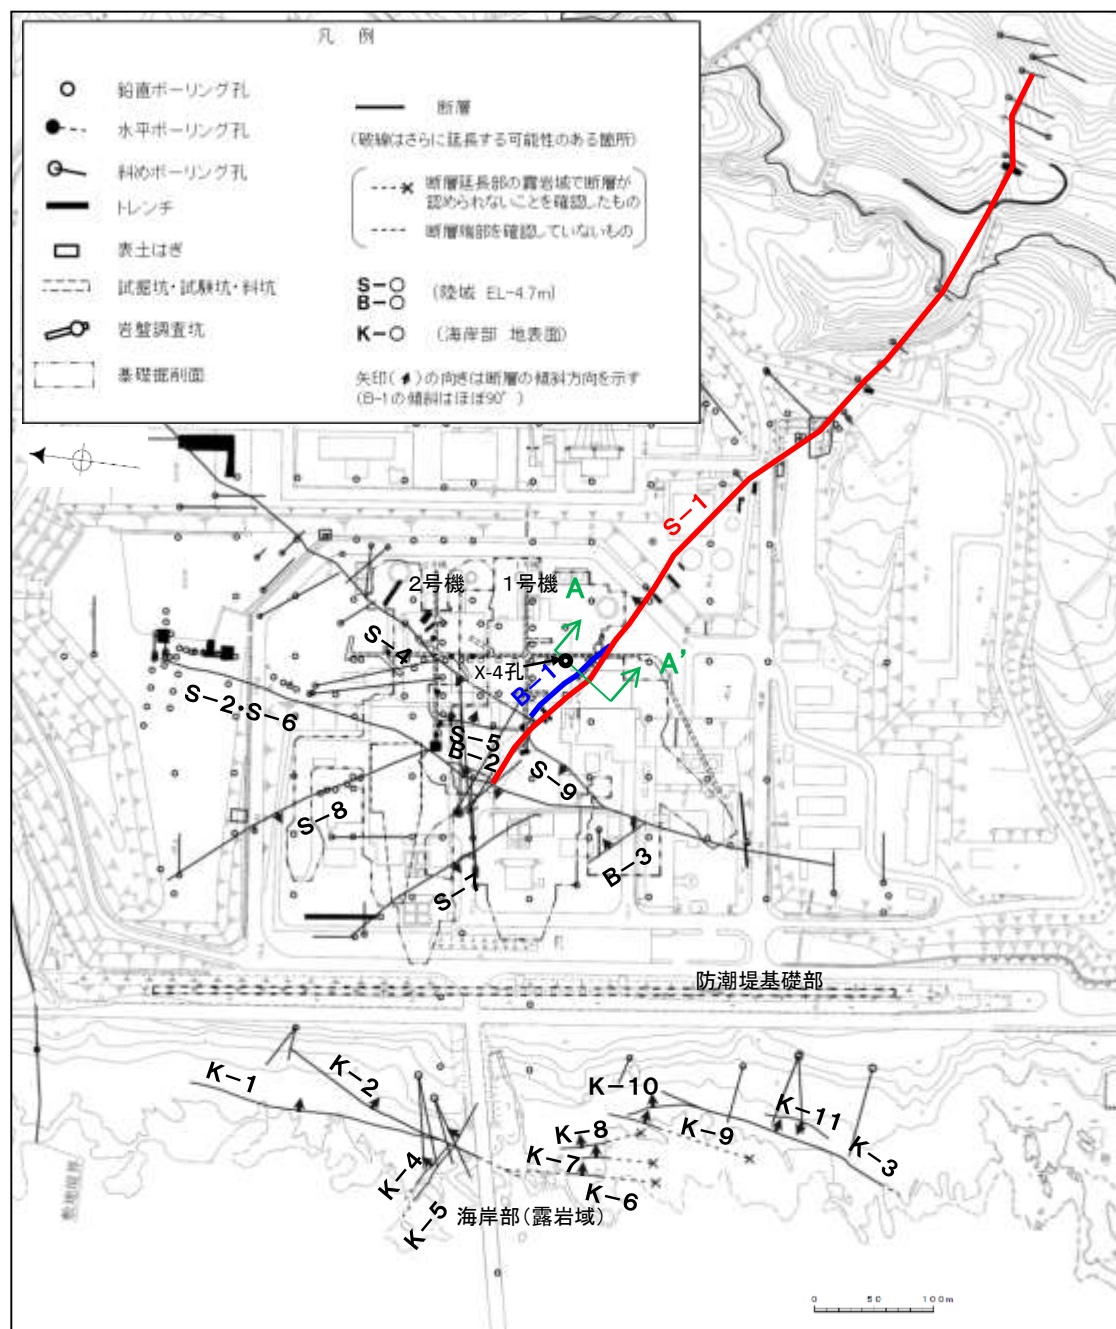 凡 例
鉛直ボーリング孔
水平ボーリング孔
斜めボーリング孔
トレンチ
表土はぎ
試掘坑・試験坑・斜坑
岩盤調査坑
基礎掘削面
断層
(破線はさらに延長する可能性のある箇所)
断層延長部の露岩域で断層が
認められないことを確認したもの
断層端部を確認していないもの
S-○
B-○
(陸域 EL-4.7m)
K-○
(海岸部 地表面)
矢印( )の向きは断層の傾斜方向を示す
(B-1の傾斜はほぼ90°)
S-1
2号機
1号機
A
S-4
X-4孔
A'
B-1
S-2・S-6
S-5
B-2
S-9
S-8
B-3
S-7
防潮堤基礎部
K-1
K-2
K-10
K-11
K-8
K-9
K-7
K-3
K-4
K-6
K-5
海岸部(露岩域)
敷地境界
0 50 100m